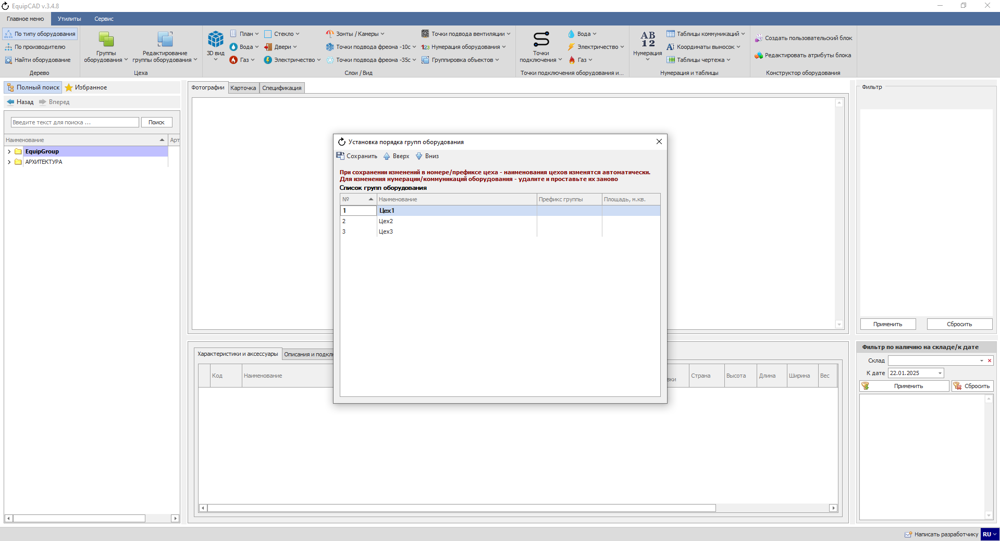 EquipCAD v.3.4.8
Главное меню
Утилиты
Сервис
По типу оборудования
По производителю
Найти оборудование
Дерево
Группы
оборудования
Редактирование
группы оборудования
Цеха
3D вид
План
Вода
Газ
Стекло
Двери
Электричество
Зонты / Камеры
Точки подвода фреона -10с
Точки подвода фреона -35с
Точки подвода вентиляции
123 Нумерация оборудования
Группировка объектов
Слои / Вид
Точки
подключения
Вода
Электричество
Газ
Точки подключения оборудования и...
AB
12
Нумерация
Таблицы коммуникаций
Координаты выносок
Таблицы чертежа
Нумерация и таблицы
Создать пользовательский блок
Редактировать атрибуты блока
Конструктор оборудования
Полный поиск
Избранное
Назад
Вперед
Введите текст для поиска ...
Поиск
Наименование
Арт
EquipGroup
АРХИТЕКТУРА
Фотографии
Карточка
Спецификация
Установка порядка групп оборудования
Сохранить
Вверх
Вниз
При сохранении изменений в номере/префиксе цеха - наименования цехов изменятся автоматически.
Для изменения нумерации/коммуникаций оборудования - удалите и проставьте их заново
Список групп оборудования
№
Наименование
Префикс группы
Площадь, м.кв.
1
Цех1
2
Цех2
3
Цех3
Характеристики и аксессуары
Описания и подкл
Код
Наименование
вки
Страна
Высота
Длина
Ширина
Вес
Фильтр
Применить
Сбросить
Фильтр по наличию на складе/к дате
Склад
К дате
22.01.2025
Применить
Сбросить
Написать разработчику
RU